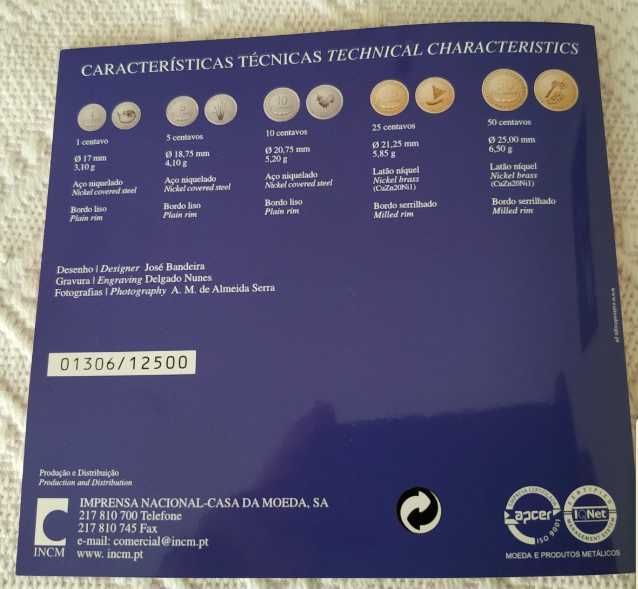 CARACTERÍSTICAS TÉCNICAS TECHNICAL CHARACTERISTICS
1 centavo
Ø 17 mm
3,10 g
Aço niquelado
Nickel covered steel
Bordo liso
Plain rim
5 centavos
Ø 18,75 mm
4,10 g
Aço niquelado
Nickel covered steel
Bordo liso
Plain rim
10 centavos
Ø 20,75 mm
5,20 g
Aço niquelado
Nickel covered steel
Bordo liso
Plain rim
25 centavos
Ø 21,25 mm
5,85 g
Latão níquel
Nickel brass
(CuZn20Ni1)
Bordo serrilhado
Milled rim
50 centavos
Ø 25,00 mm
6,50 g
Latão níquel
Nickel brass
(CuZn20Ni1)
Bordo serrilhado
Milled rim
Desenho | Designer José Bandeira
Gravura | Engraving Delgado Nunes
Fotografias | Photography A. M. de Almeida Serra
01306/12500
Produção e Distribuição
Production and Distribution
INCM
IMPRENSA NACIONAL-CASA DA MOEDA, SA
217 810 700 Telefone
217 810 745 Fax
e-mail: comercial@incm.pt
www. incm.pt
apcer
ISO 9001
CERTIFIED
IQNet
MANAGEMENT SYSTEM
MOEDA E PRODUTOS METÁLICOS